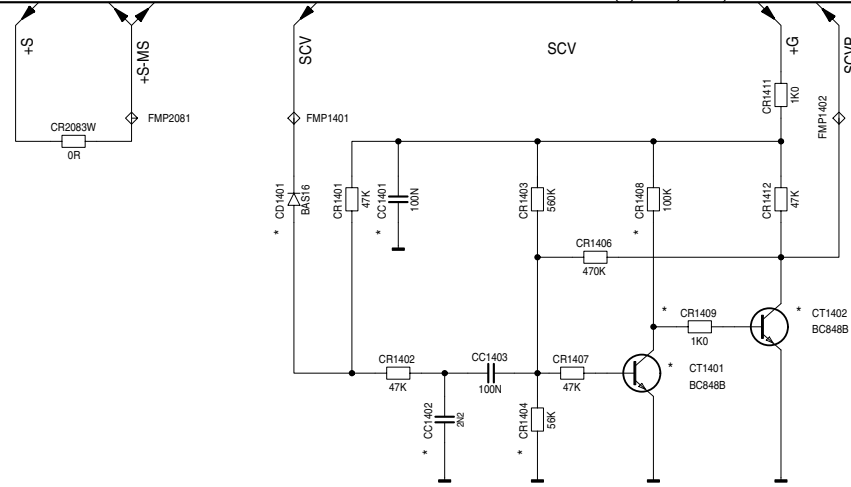 +S
+S-MS
SCV
SCV
+G
FMP2081
CR2083W
0R
FMP1401
CR1411
1K0
FMP1402
* CD1401
BAS16
CR1401
47K
* CC1401
100N
CR1403
560K
* CR1408
100K
CR1412
47K
CR1406
470K
* CR1409
1K0
* CT1402
BC848B
CR1402
47K
CC1403
100N
CR1407
47K
* CT1401
BC848B
* CC1402
2N2
* CR1404
56K